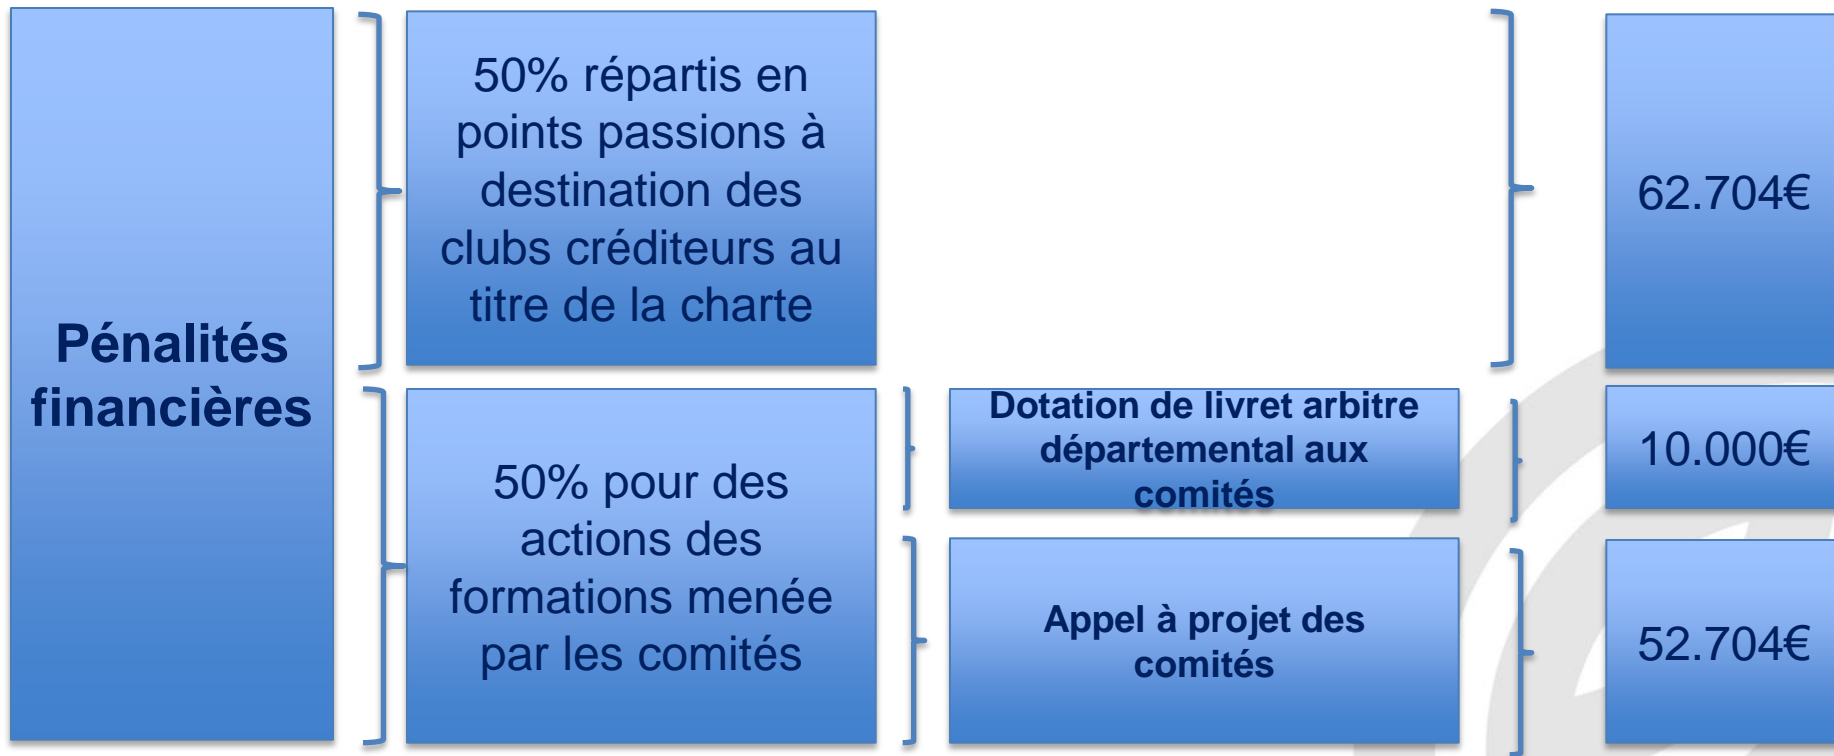 Pénalités
financières
50% répartis en
points passions à
destination des
clubs créditeurs au
titre de la charte
62.704€
50% pour des
actions des
formations menée
par les comités
Dotation de livret arbitre
départemental aux
comités
10.000€
Appel à projet des
comités
52.704€